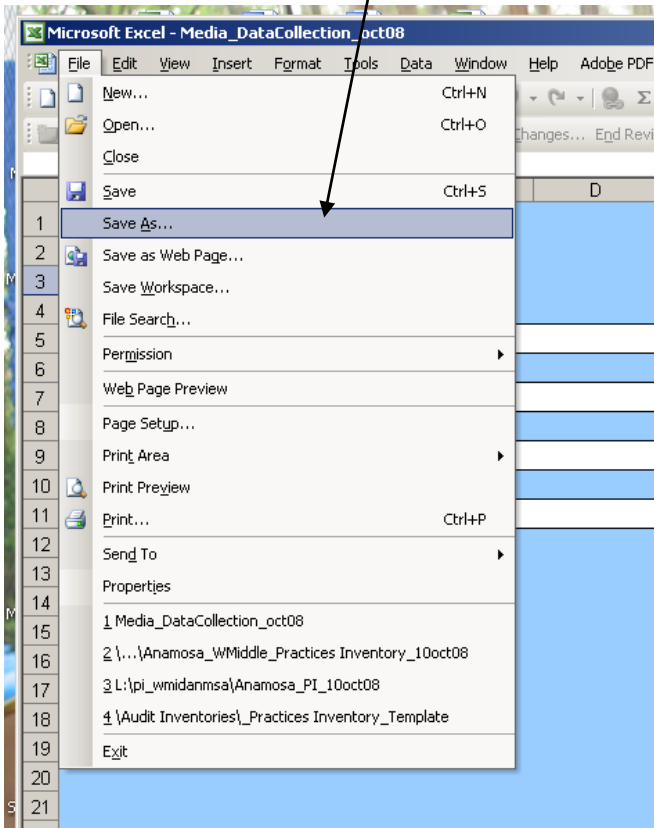 Microsoft Excel - Media_DataCollection_oct08
File Edit View Insert Format Tools Data Window Help Adobe PDF
New... Ctrl+N
Open... Ctrl+O
Changes... End Revi
Close
Save Ctrl+S
D
Save As...
1
Save as Web Page...
2
Save Workspace...
3
File Search...
4
5
Permission
6
Web Page Preview
7
Page Setup...
8
Print Area
9
Print Preview
10
Print... Ctrl+P
11
Send To
12
Properties
13
1 Media_DataCollection_oct08
14
15
2 \...\Anamosa_WMiddle_Practices Inventory_10oct08
16
3 L:\pi_wmidanmsa\Anamosa_PI_10oct08
17
4 \Audit Inventories\_Practices Inventory_Template
18
Exit
19
20
21